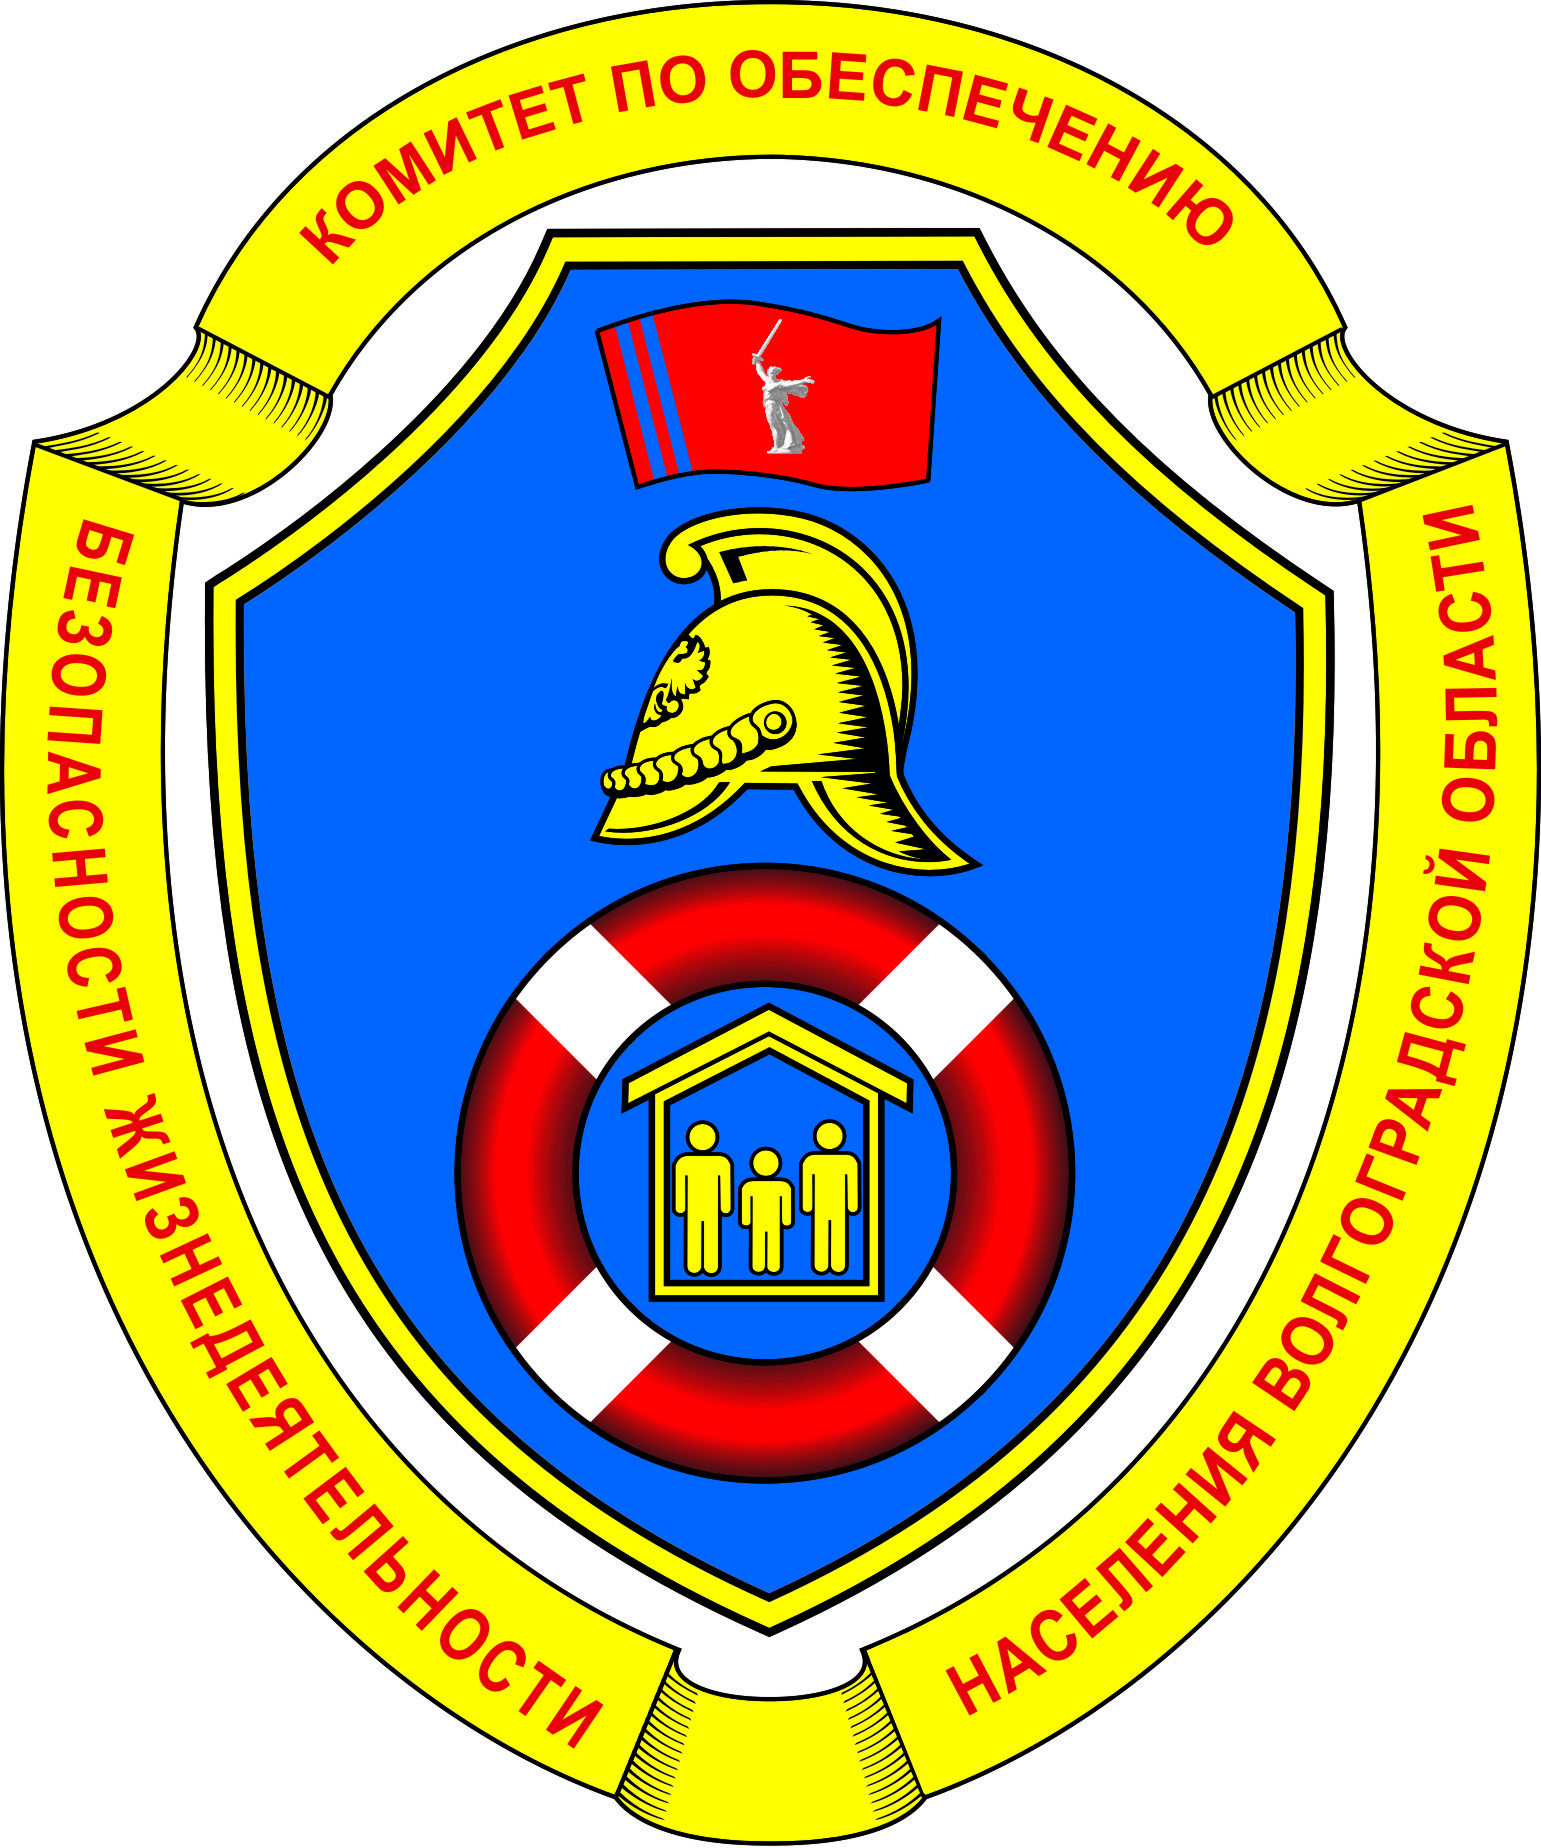 КОМИТЕТ ПО ОБЕСПЕЧЕНИЮ
БЕЗОПАСНОСТИ ЖИЗНЕДЕЯТЕЛЬНОСТИ
НАСЕЛЕНИЯ ВОЛГОГРАДСКОЙ ОБЛАСТИ